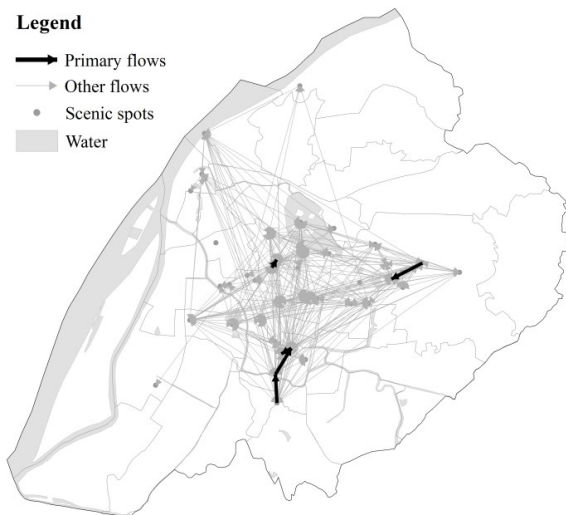 Legend
Primary flows
Other flows
Scenic spots
Water